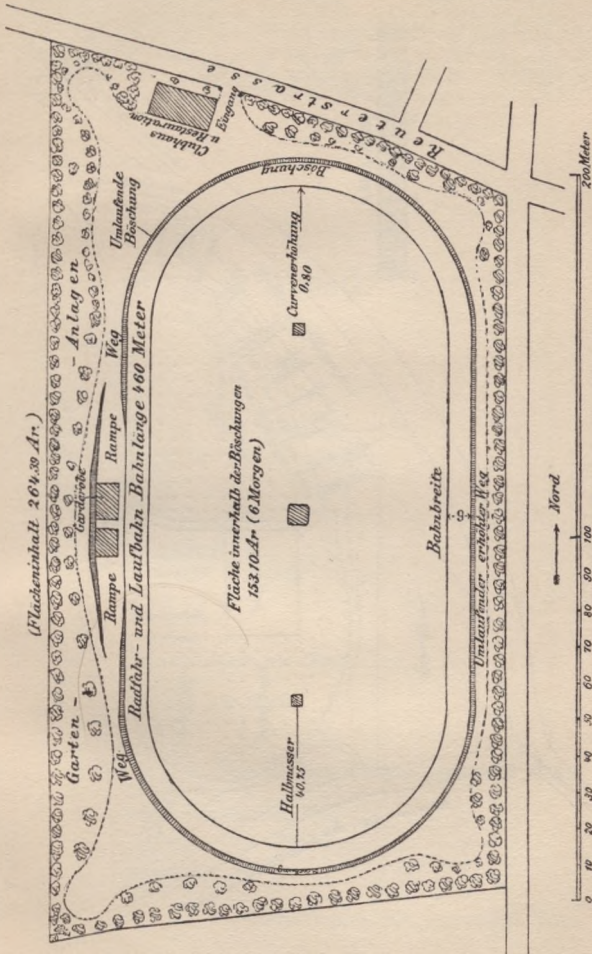 (Flächeninhalt 264.39 Ar.)
Garten - - Anlagen
Garderobe
Rampe
Rampe
Weg
Weg
Radfahr- und Laufbahn Bahnlänge 460 Meter
Umlaufende
Böschung
Böschung
Clubhaus
u. Restauration
Eingang
Reuterstrasse
Curvenerhöhung
0.80
Fläche innerhalb der Böschungen
153.10 Ar (6 Morgen)
Halbmesser
40,25
Bahnbreite
Umlaufender erhöhter Weg
Nord
0 10 20 30 40 50 60 70 80 90 100 200 Meter